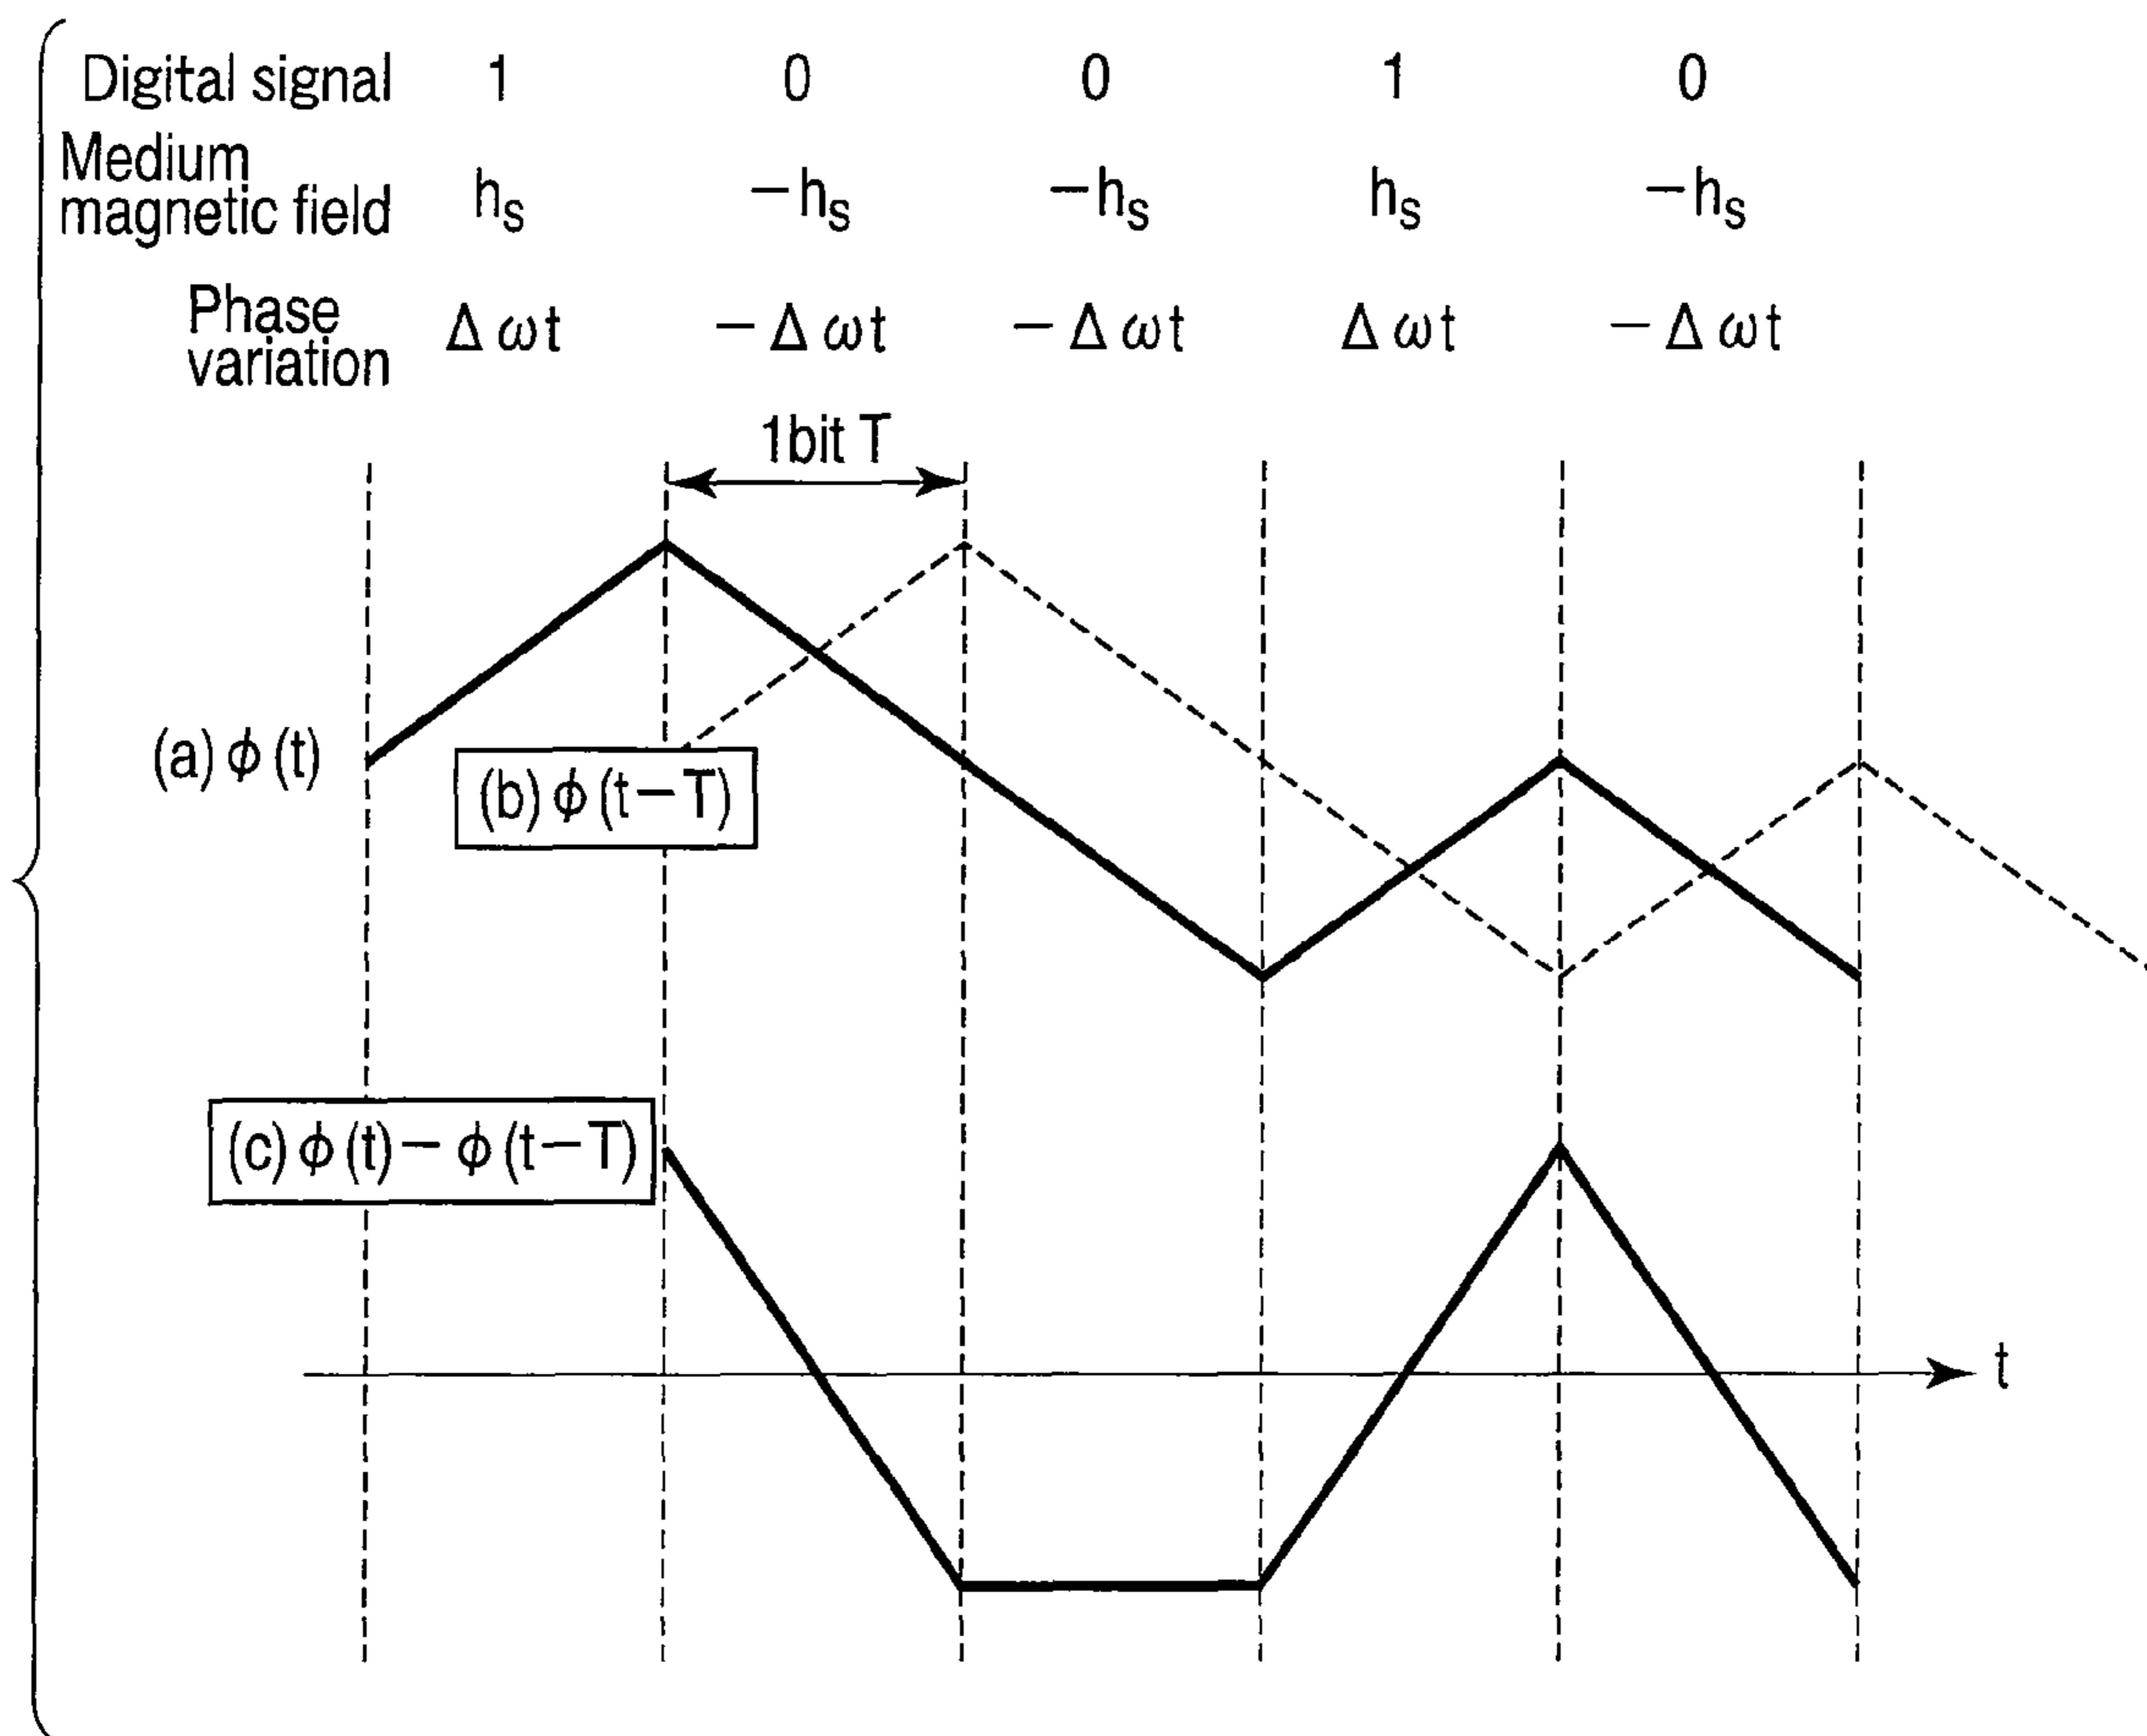 Digital signal 1 0 0 1 0
Medium
magnetic field hs −hs −hs hs −hs
Phase
variation Δωt −Δωt −Δωt Δωt −Δωt
1bit T
(a) ϕ (t)
(b) ϕ (t−T)
(c) ϕ (t)− ϕ (t−T)
t